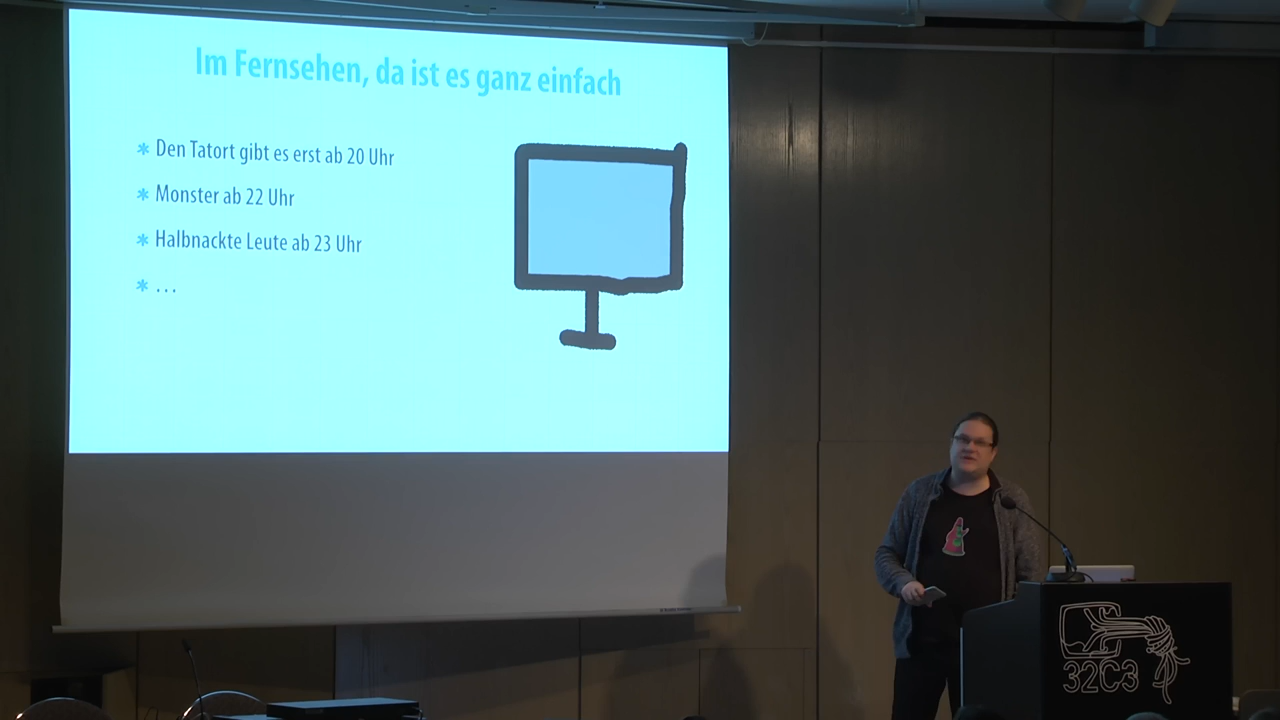 Im Fernsehen, da ist es ganz einfach
* Den Tatort gibt es erst ab 20 Uhr
* Monster ab 22 Uhr
* Halbnackte Leute ab 23 Uhr
* ...
32C3